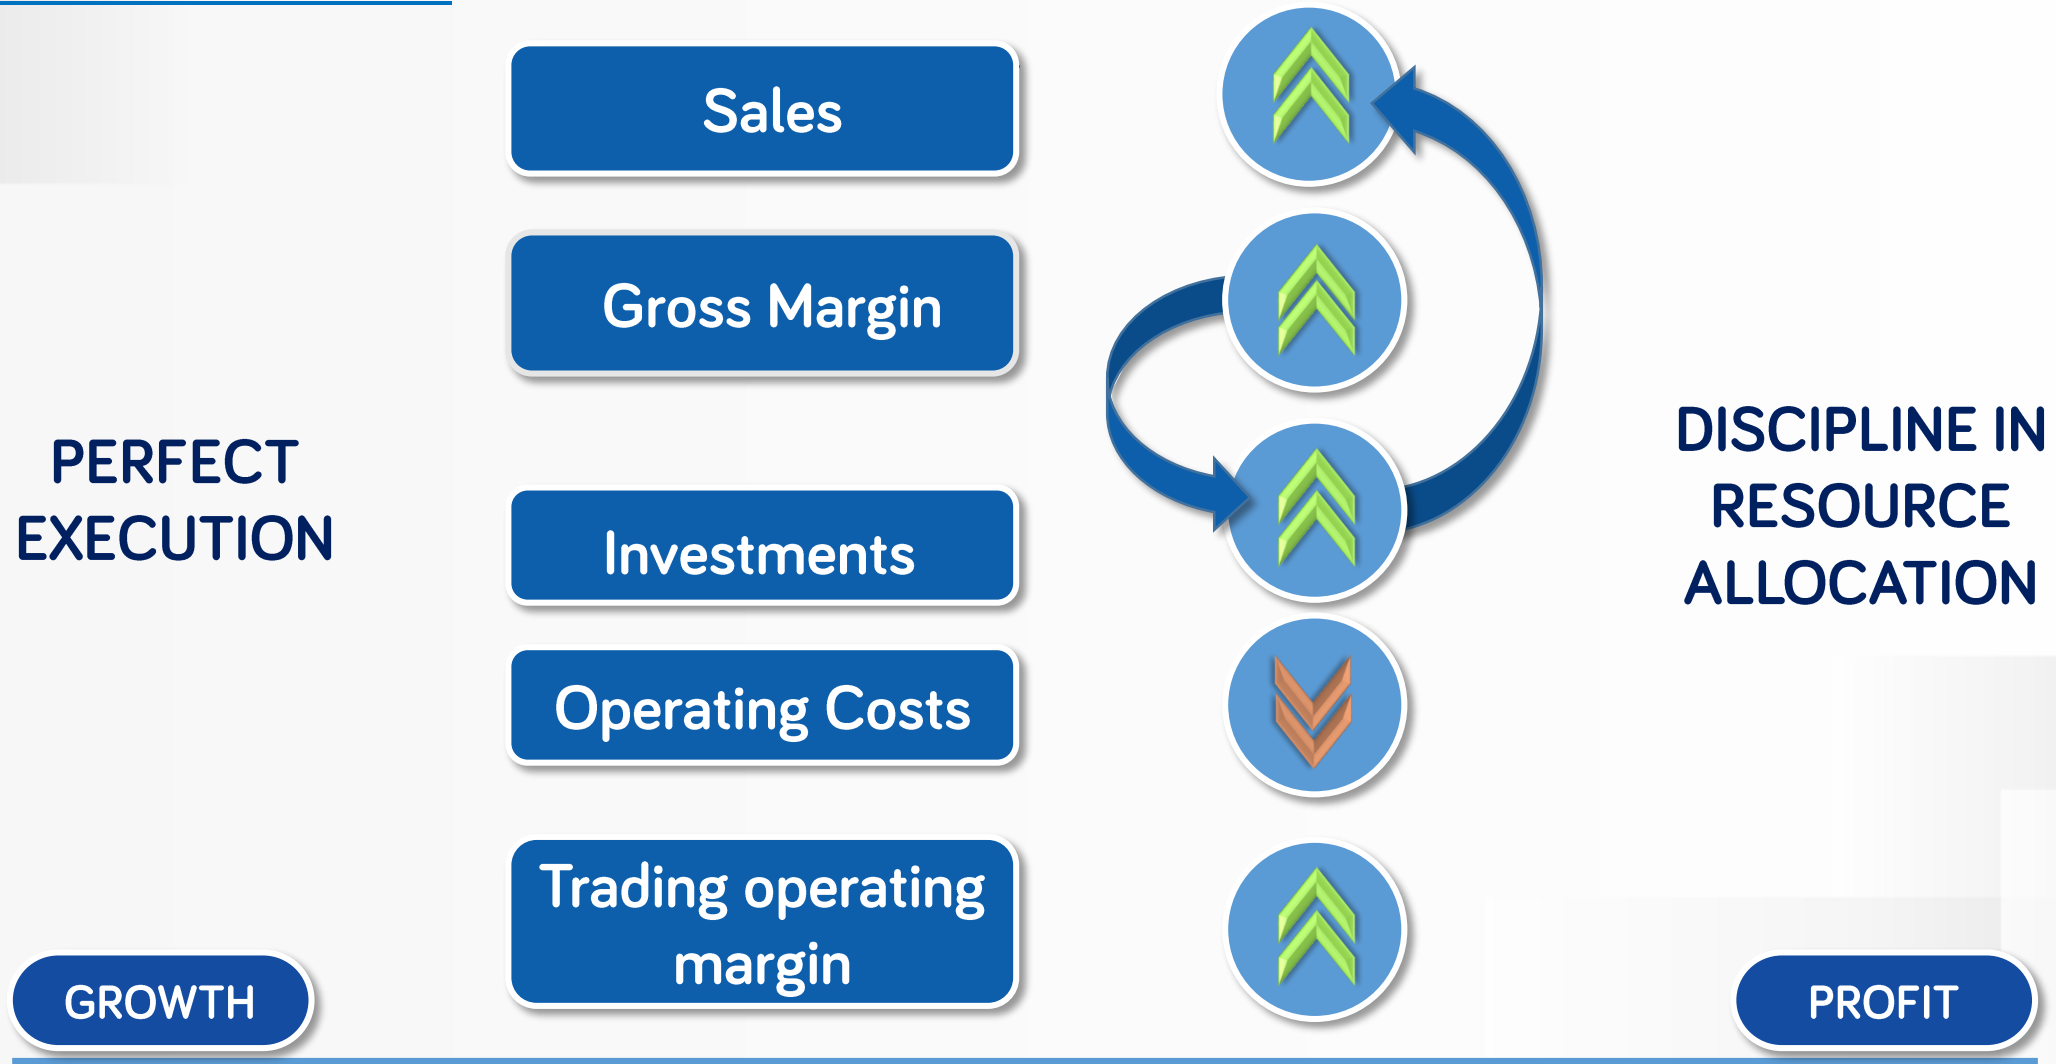 Sales
Gross Margin
PERFECT
EXECUTION
Investments
Operating Costs
Trading operating
margin
DISCIPLINE IN
RESOURCE
ALLOCATION
GROWTH
PROFIT